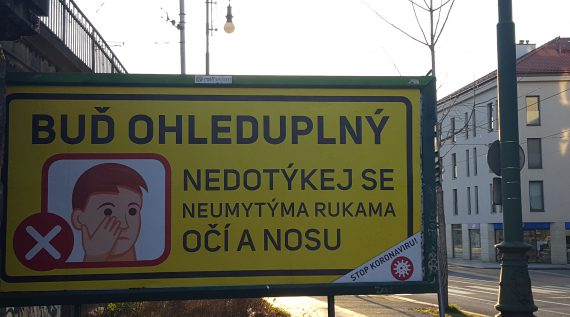 BUĎ OHLEDUPLNÝ
NEDOTÝKEJ SE
NEUMYTÝMA RUKAMA
OČÍ A NOSU
STOP KORONAVIRU!